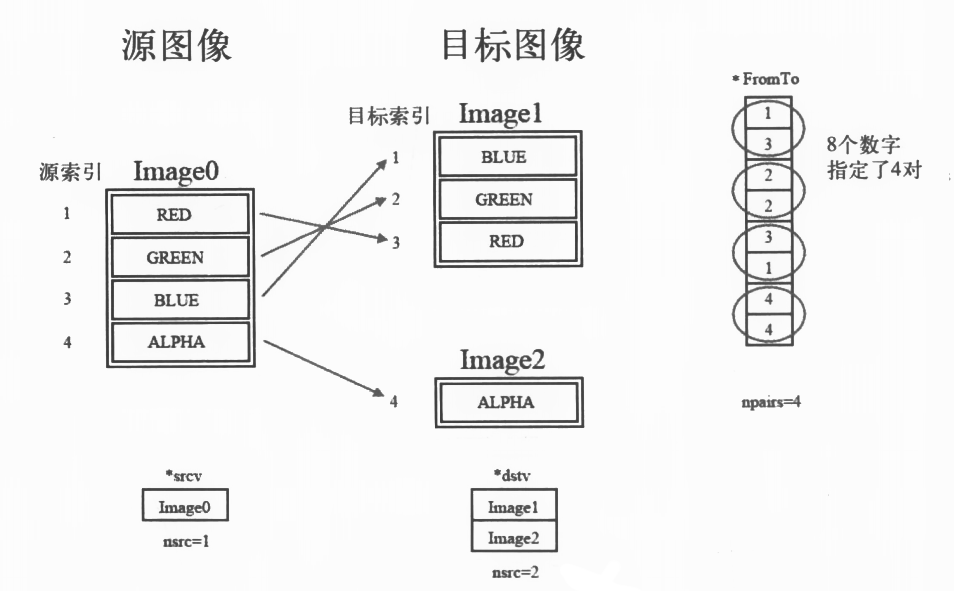 源图像
目标图像
*FromTo
目标索引
Image1
源索引
Image0
1
RED
2
GREEN
3
BLUE
4
ALPHA
1
BLUE
2
GREEN
3
RED
Image2
4
ALPHA
1
3
2
2
3
1
4
4
8个数字
指定了4对
npairs=4
*srcv
Image0
nsrc=1
*dstv
Image1
Image2
nsrc=2